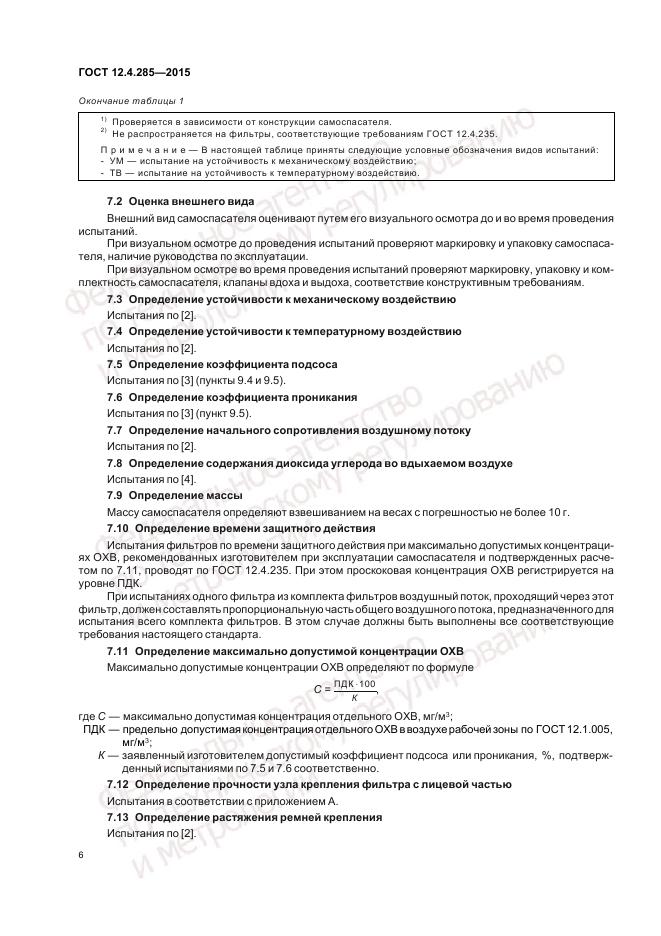 ГОСТ 12.4.285—2015
Окончание таблицы 1
1) Проверяется в зависимости от конструкции самоспасателя.
2) Не распространяется на фильтры, соответствующие требованиям ГОСТ 12.4.235.
Примечание — В настоящей таблице приняты следующие условные обозначения видов испытаний:
- УМ — испытание на устойчивость к механическому воздействию;
- ТВ — испытание на устойчивость к температурному воздействию.
7.2 Оценка внешнего вида
Внешний вид самоспасателя оценивают путем его визуального осмотра до и во время проведения
испытаний.
При визуальном осмотре до проведения испытаний проверяют маркировку и упаковку самоспаса-
теля, наличие руководства по эксплуатации.
При визуальном осмотре во время проведения испытаний проверяют маркировку, упаковку и ком-
плектность самоспасателя, клапаны вдоха и выдоха, соответствие конструктивным требованиям.
7.3 Определение устойчивости к механическому воздействию
Испытания по [2].
7.4 Определение устойчивости к температурному воздействию
Испытания по [2].
7.5 Определение коэффициента подсоса
Испытания по [3] (пункты 9.4 и 9.5).
7.6 Определение коэффициента проникания
Испытания по [3] (пункт 9.5).
7.7 Определение начального сопротивления воздушному потоку
Испытания по [2].
7.8 Определение содержания диоксида углерода во вдыхаемом воздухе
Испытания по [4].
7.9 Определение массы
Массу самоспасателя определяют взвешиванием на весах с погрешностью не более 10 г.
7.10 Определение времени защитного действия
Испытания фильтров по времени защитного действия при максимально допустимых концентраци-
ях ОХВ, рекомендованных изготовителем при эксплуатации самоспасателя и подтвержденных расче-
том по 7.11, проводят по ГОСТ 12.4.235. При этом проскоковая концентрация ОХВ регистрируется на
уровне ПДК.
При испытаниях одного фильтра из комплекта фильтров воздушный поток, проходящий через этот
фильтр, должен составлять пропорциональную часть общего воздушного потока, предназначенного для
испытания всего комплекта фильтров. В этом случае должны быть выполнены все соответствующие
требования настоящего стандарта.
7.11 Определение максимально допустимой концентрации ОХВ
Максимально допустимые концентрации ОХВ определяют по формуле
C = ПДК · 100 / К,
где С — максимально допустимая концентрация отдельного ОХВ, мг/м³;
ПДК — предельно допустимая концентрация отдельного ОХВ в воздухе рабочей зоны по ГОСТ 12.1.005,
мг/м³;
К — заявленный изготовителем допустимый коэффициент подсоса или проникания, %, подтверж-
денный испытаниями по 7.5 и 7.6 соответственно.
7.12 Определение прочности узла крепления фильтра с лицевой частью
Испытания в соответствии с приложением А.
7.13 Определение растяжения ремней крепления
Испытания по [2].
6